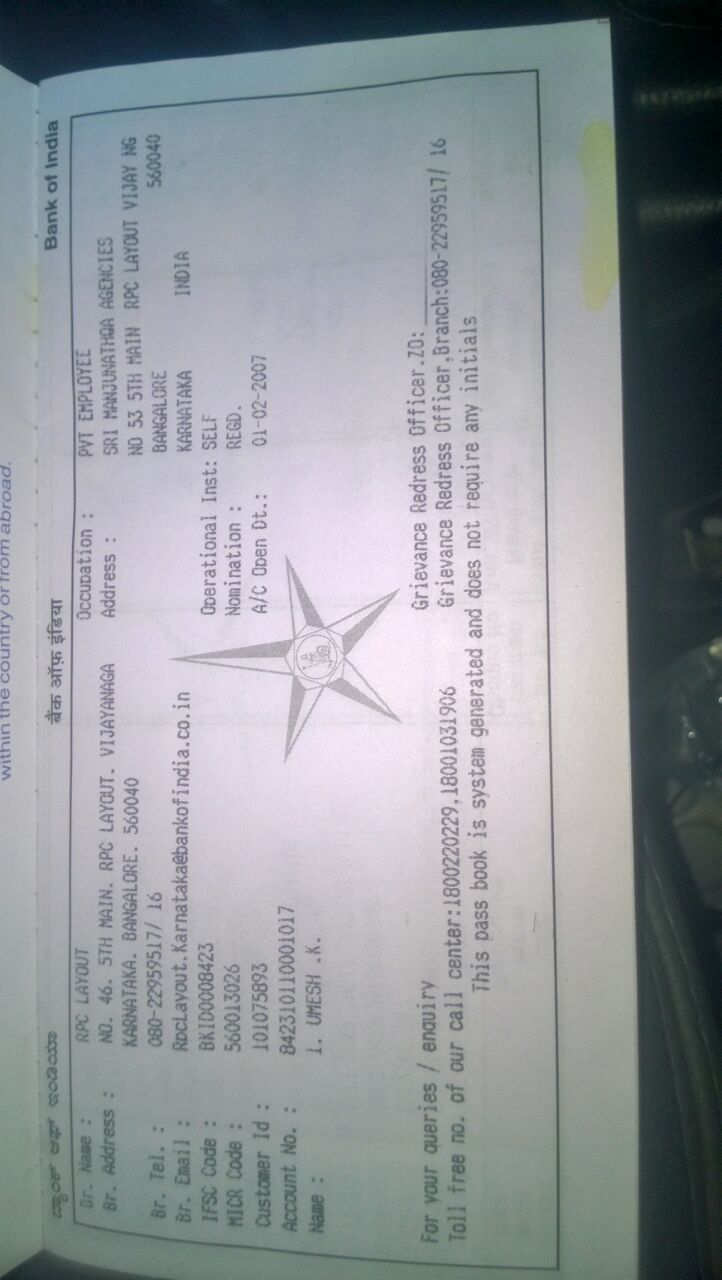 within the country or from abroad.
ಬ್ಯಾಂಕ್ ಆಫ್ ಇಂಡಿಯಾ बैंक ऑफ़ इंडिया Bank of India
Br. Name : RPC LAYOUT Occupation : PVT EMPLOYEE
Br. Address : NO. 46. 5TH MAIN. RPC LAYOUT. VIJAYANAGA Address : SRI MANJUNATHQA AGENCIES
KARNATAKA. BANGALORE. 560040 NO 53 5TH MAIN RPC LAYOUT VIJAY NG
Br. Tel. : 080-22959517/ 16 BANGALORE 560040
Br. Email : RpcLayout.Karnataka@bankofindia.co.in KARNATAKA INDIA
IFSC Code : BKID0008423 Operational Inst: SELF
MICR Code : 560013026 Nomination : REGD.
Customer Id : 101075893 A/C Open Dt.: 01-02-2007
Account No. : 842310110001017
Name : 1. UMESH .K.
For your queries / enquiry Grievance Redress Officer.ZO:
Toll free no. of our call center:1800220229,18001031906 Grievance Redress Officer,Branch:080-22959517/ 16
This pass book is system generated and does not require any initials